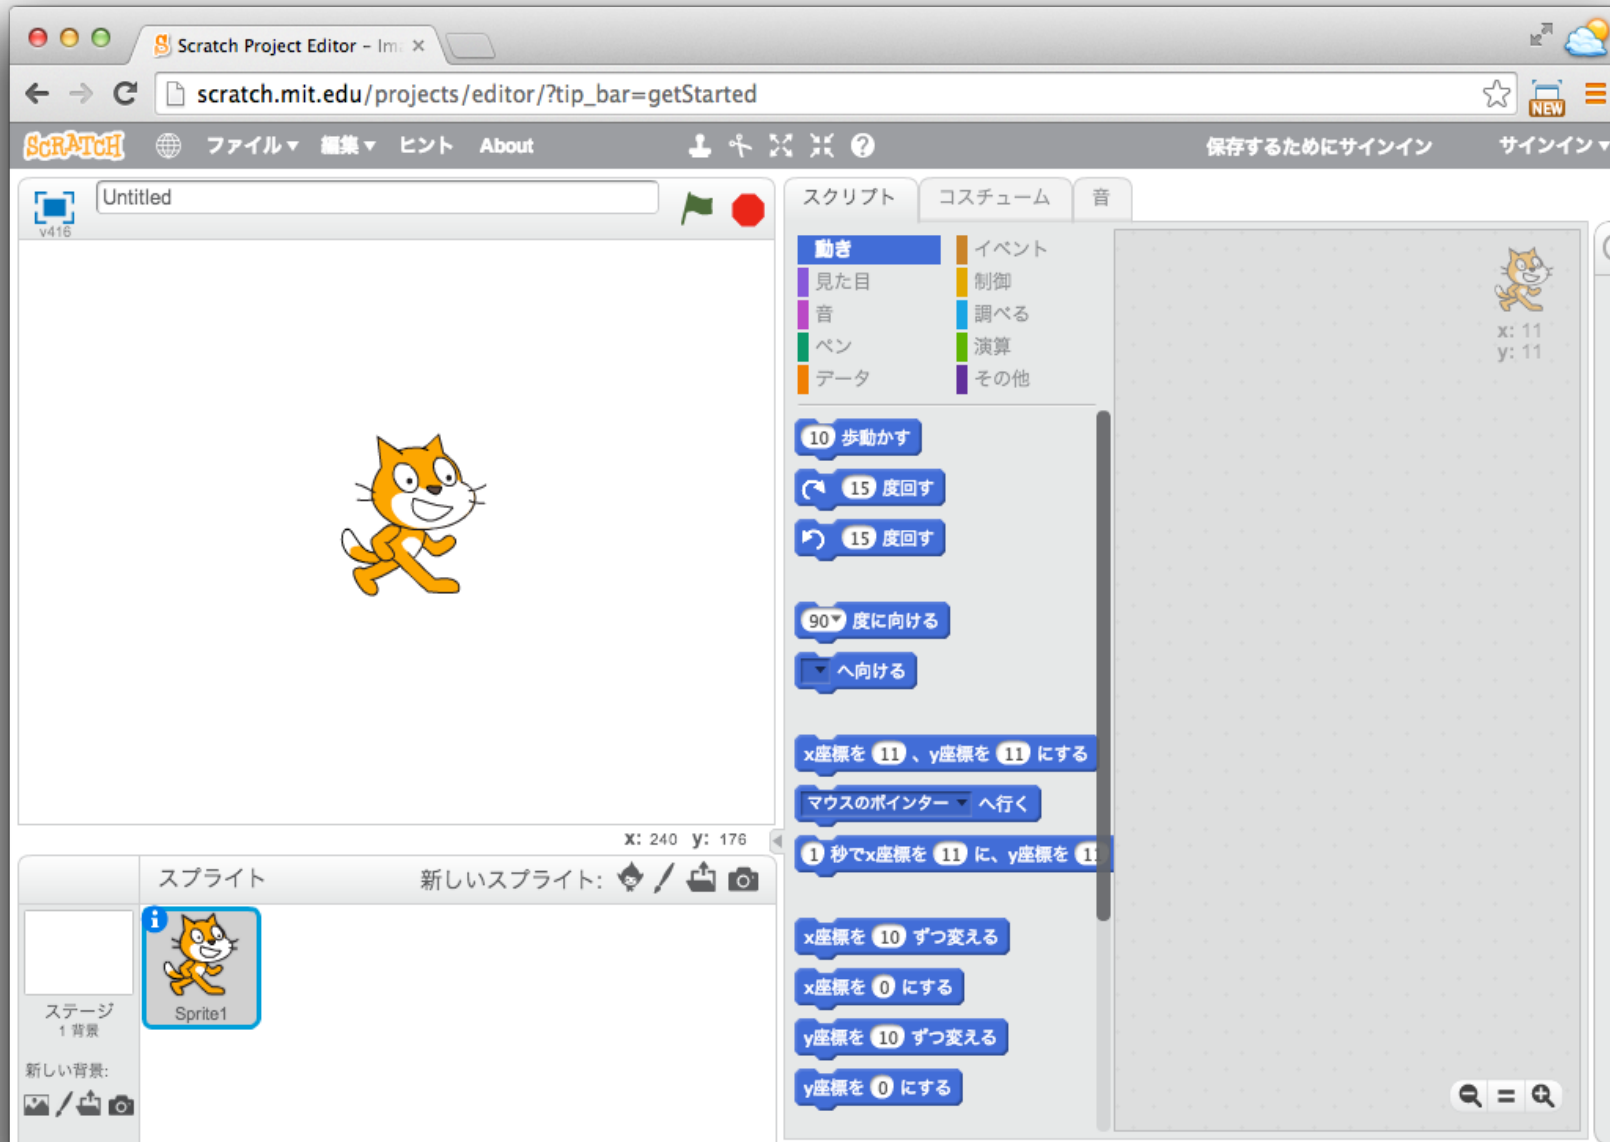 Scratch Project Editor - Im
scratch.mit.edu/projects/editor/?tip_bar=getStarted
NEW
SCRATCH ファイル▼ 編集▼ ヒント About 保存するためにサインイン サインイン▼
Untitled
v416
スクリプト コスチューム 音
動き イベント
見た目 制御
音 調べる
ペン 演算
データ その他
x: 11
y: 11
10 歩動かす
15 度回す
15 度回す
90▼ 度に向ける
へ向ける
x座標を 11 、y座標を 11 にする
マウスのポインター へ行く
1 秒でx座標を 11 に、y座標を 11
x座標を 10 ずつ変える
x座標を 0 にする
y座標を 10 ずつ変える
y座標を 0 にする
x: 240 y: 176
スプライト 新しいスプライト:
Sprite1
ステージ
1 背景
新しい背景: